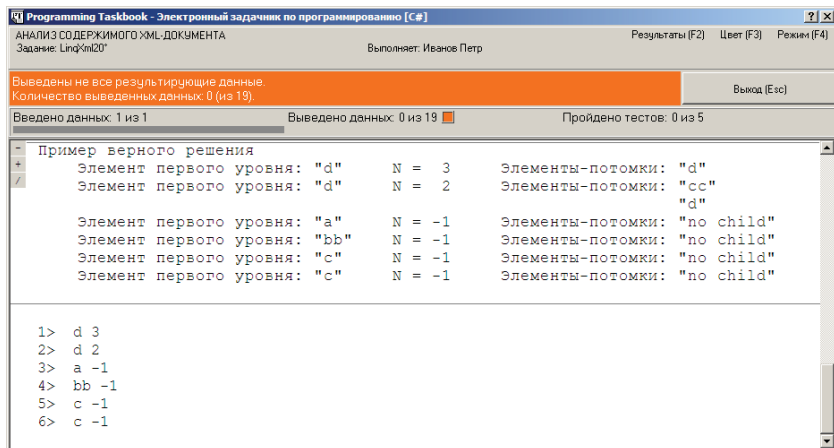 Programming Taskbook - Электронный задачник по программированию [C#]
АНАЛИЗ СОДЕРЖИМОГО XML-ДОКУМЕНТА
Результаты (F2) Цвет (F3) Режим (F4)
Задание: LinqXml20* Выполняет: Иванов Петр
Выведены не все результирующие данные.
Количество выведенных данных: 0 (из 19).
Выход (Esc)
Введено данных: 1 из 1 Выведено данных: 0 из 19 Пройдено тестов: 0 из 5
Пример верного решения
Элемент первого уровня: "d" N = 3 Элементы-потомки: "d"
Элемент первого уровня: "d" N = 2 Элементы-потомки: "cc"
"d"
Элемент первого уровня: "a" N = -1 Элементы-потомки: "no child"
Элемент первого уровня: "bb" N = -1 Элементы-потомки: "no child"
Элемент первого уровня: "c" N = -1 Элементы-потомки: "no child"
Элемент первого уровня: "c" N = -1 Элементы-потомки: "no child"
1> d 3
2> d 2
3> a -1
4> bb -1
5> c -1
6> c -1